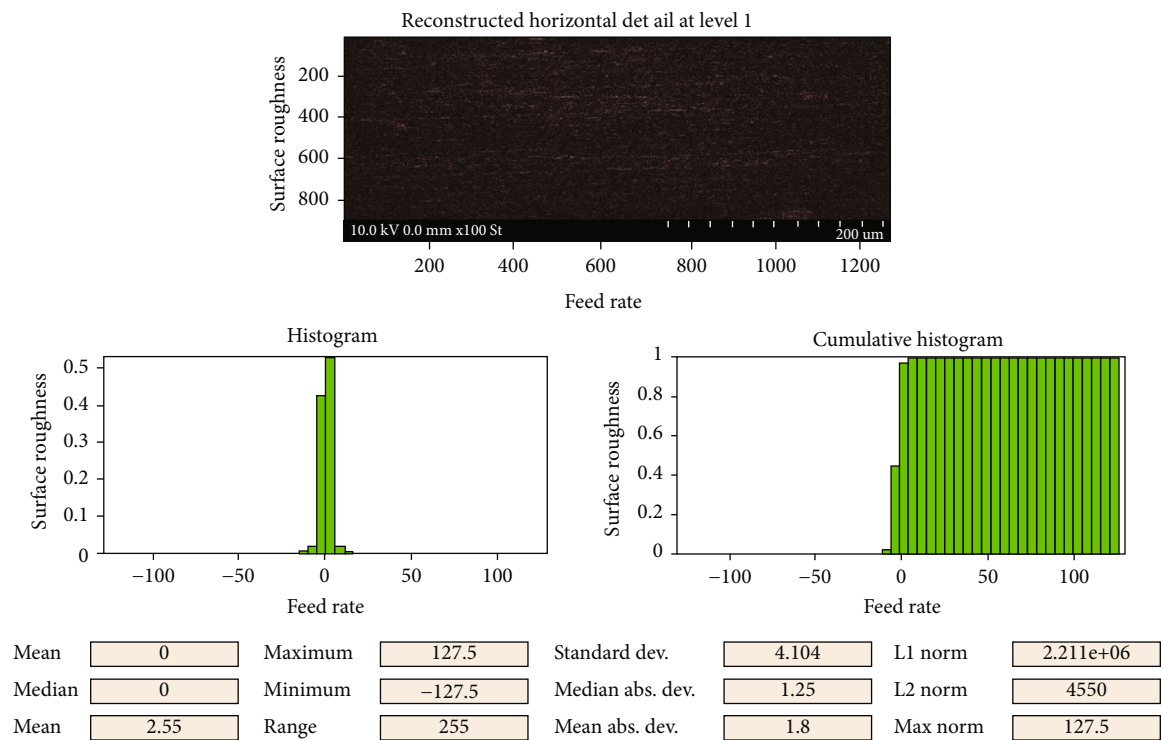 Reconstructed horizontal det ail at level 1
Surface roughness
200
400
600
800
10.0 kV 0.0 mm x100 St
200 um
200 400 600 800 1000 1200
Feed rate
Histogram
Surface roughness
0.5
0.4
0.3
0.2
0.1
0
−100 −50 0 50 100
Feed rate
Cumulative histogram
Surface roughness
1
0.8
0.6
0.4
0.2
0
−100 −50 0 50 100
Feed rate
Mean 0 Maximum 127.5 Standard dev. 4.104 L1 norm 2.211e+06
Median 0 Minimum −127.5 Median abs. dev. 1.25 L2 norm 4550
Mean 2.55 Range 255 Mean abs. dev. 1.8 Max norm 127.5